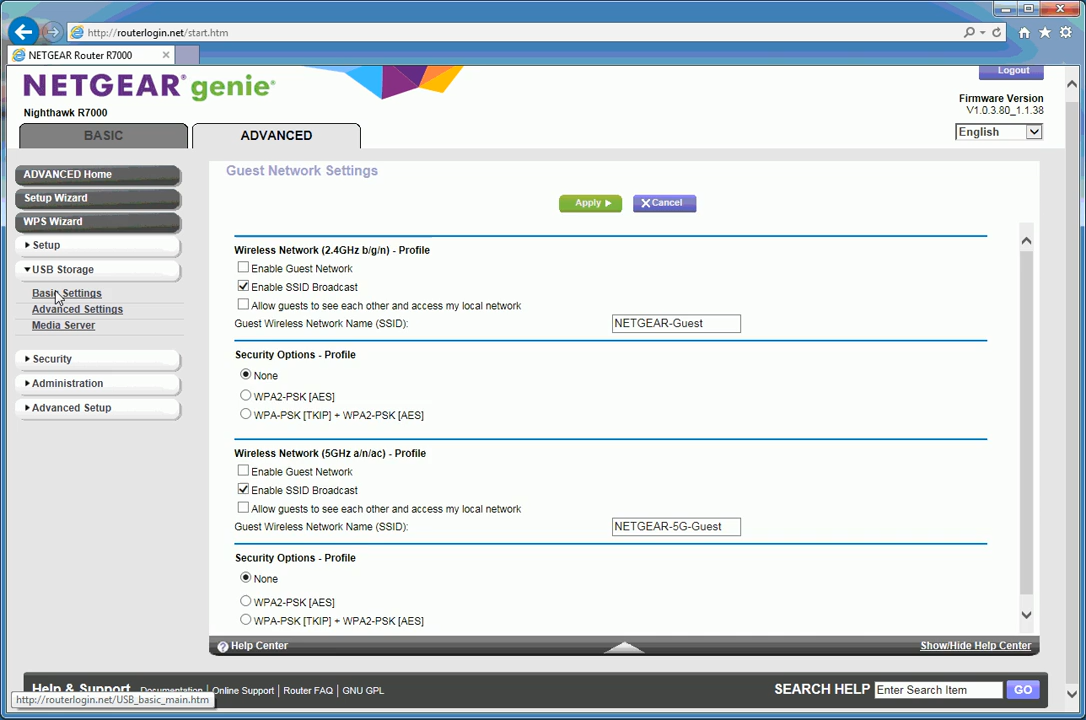 http://routerlogin.net/start.htm
NETGEAR Router R7000
NETGEAR® genie®
Logout
Nighthawk R7000
Firmware Version
V1.0.3.80_1.1.38
BASIC
ADVANCED
English
ADVANCED Home
Setup Wizard
WPS Wizard
Setup
USB Storage
Basic Settings
Advanced Settings
Media Server
Security
Administration
Advanced Setup
Guest Network Settings
Apply
Cancel
Wireless Network (2.4GHz b/g/n) - Profile
Enable Guest Network
Enable SSID Broadcast
Allow guests to see each other and access my local network
Guest Wireless Network Name (SSID): NETGEAR-Guest
Security Options - Profile
None
WPA2-PSK [AES]
WPA-PSK [TKIP] + WPA2-PSK [AES]
Wireless Network (5GHz a/n/ac) - Profile
Enable Guest Network
Enable SSID Broadcast
Allow guests to see each other and access my local network
Guest Wireless Network Name (SSID): NETGEAR-5G-Guest
Security Options - Profile
None
WPA2-PSK [AES]
WPA-PSK [TKIP] + WPA2-PSK [AES]
Help Center
Show/Hide Help Center
Help & Support Documentation | Online Support | Router FAQ | GNU GPL
SEARCH HELP Enter Search Item GO
http://routerlogin.net/USB_basic_main.htm